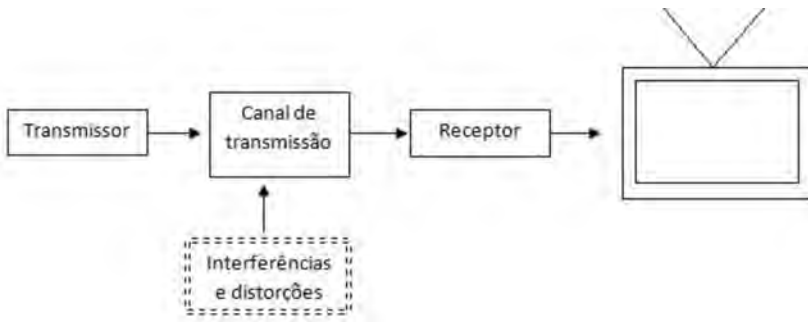 Transmissor
Canal de
transmissão
Receptor
Interferências
e distorções